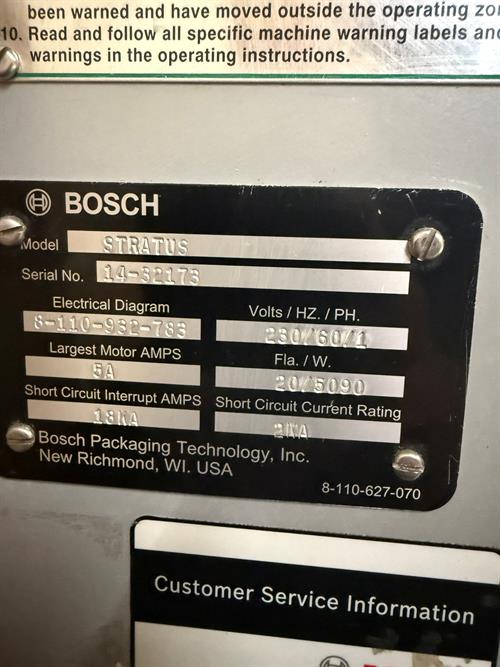 been warned and have moved outside the operating zo
10. Read and follow all specific machine warning labels and
warnings in the operating instructions.
BOSCH
Model STRATUS
Serial No. 14-32173
Electrical Diagram
8-110-932-783
Volts / HZ. / PH.
230/60/1
Largest Motor AMPS
5A
Fla. / W.
20/5090
Short Circuit Interrupt AMPS
18KA
Short Circuit Current Rating
2KA
Bosch Packaging Technology, Inc.
New Richmond, WI. USA
8-110-627-070
Customer Service Information